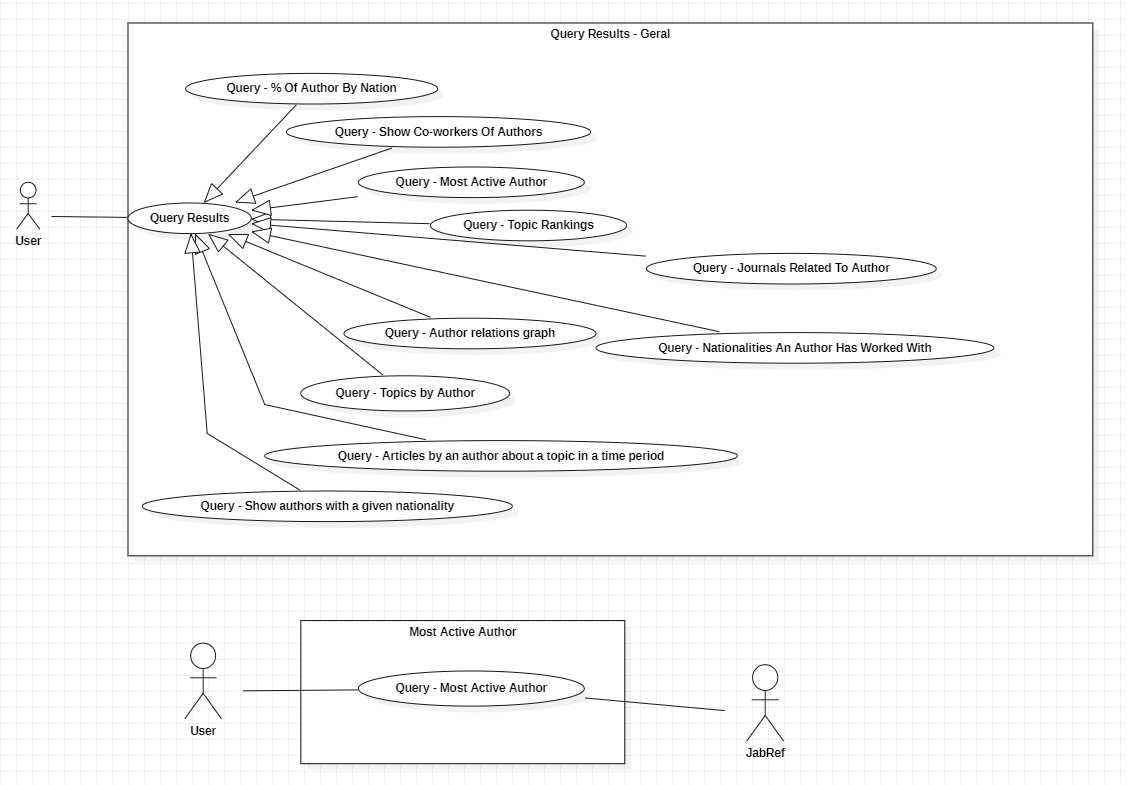 Query Results - Geral
Query - % Of Author By Nation
Query - Show Co-workers Of Authors
Query - Most Active Author
Query Results
Query - Topic Rankings
User
Query - Journals Related To Author
Query - Author relations graph
Query - Nationalities An Author Has Worked With
Query - Topics by Author
Query - Articles by an author about a topic in a time period
Query - Show authors with a given nationality
Most Active Author
Query - Most Active Author
User
JabRef